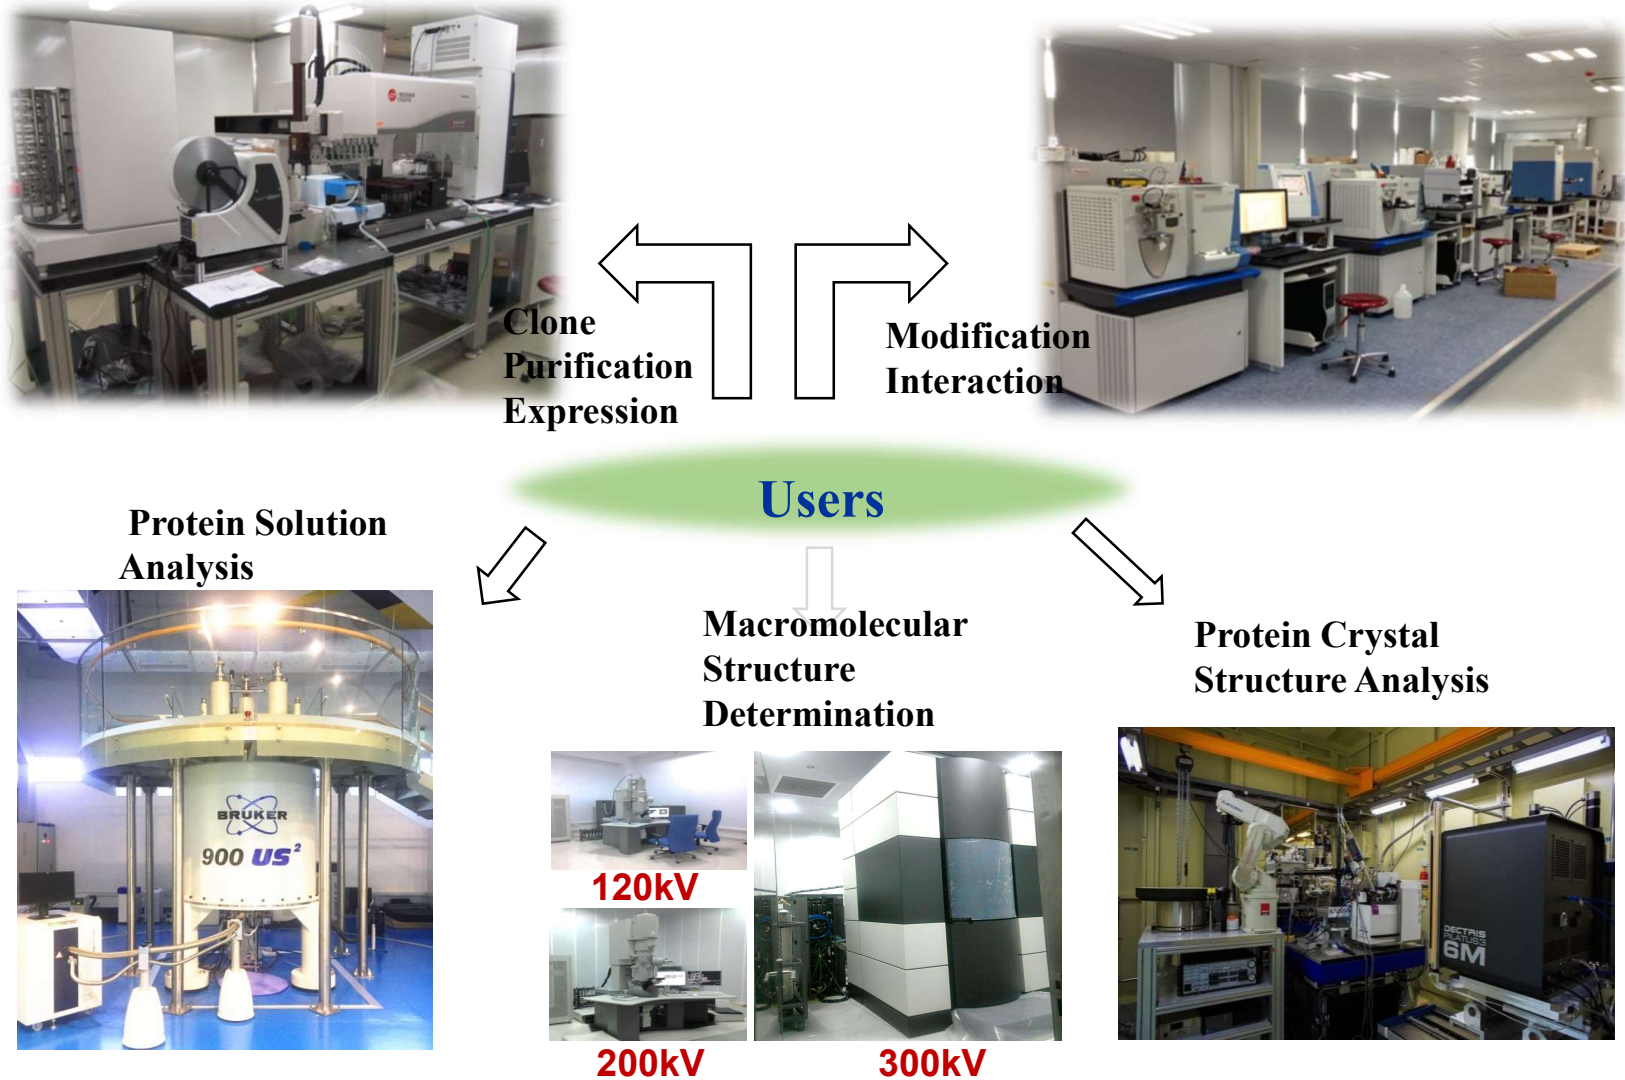 Clone
Purification
Expression
Modification
Interaction
Users
Protein Solution
Analysis
Macromolecular
Structure
Determination
Protein Crystal
Structure Analysis
BRUKER
900 US²
120kV
200kV
300kV
DECTRIS
PILATUS3
6M